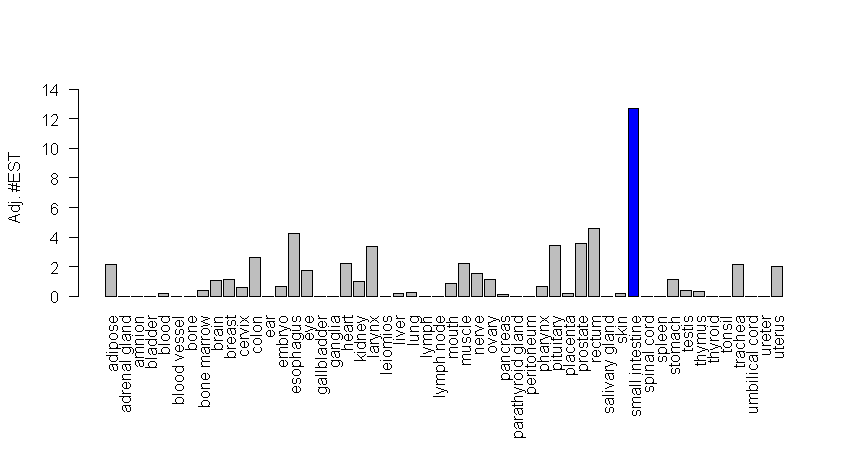 14
12
10
8
6
4
2
0
Adj. #EST
adipose
adrenal gland
amnion
bladder
blood
blood vessel
bone
bone marrow
brain
breast
cervix
colon
ear
embryo
esophagus
eye
gallbladder
ganglia
heart
kidney
larynx
leiomios
liver
lung
lymph
lymph node
mouth
muscle
nerve
ovary
pancreas
parathyroid gland
peritoneum
pharynx
pituitary
placenta
prostate
rectum
salivary gland
skin
small intestine
spinal cord
spleen
stomach
testis
thymus
thyroid
tonsil
trachea
umbilical cord
ureter
uterus